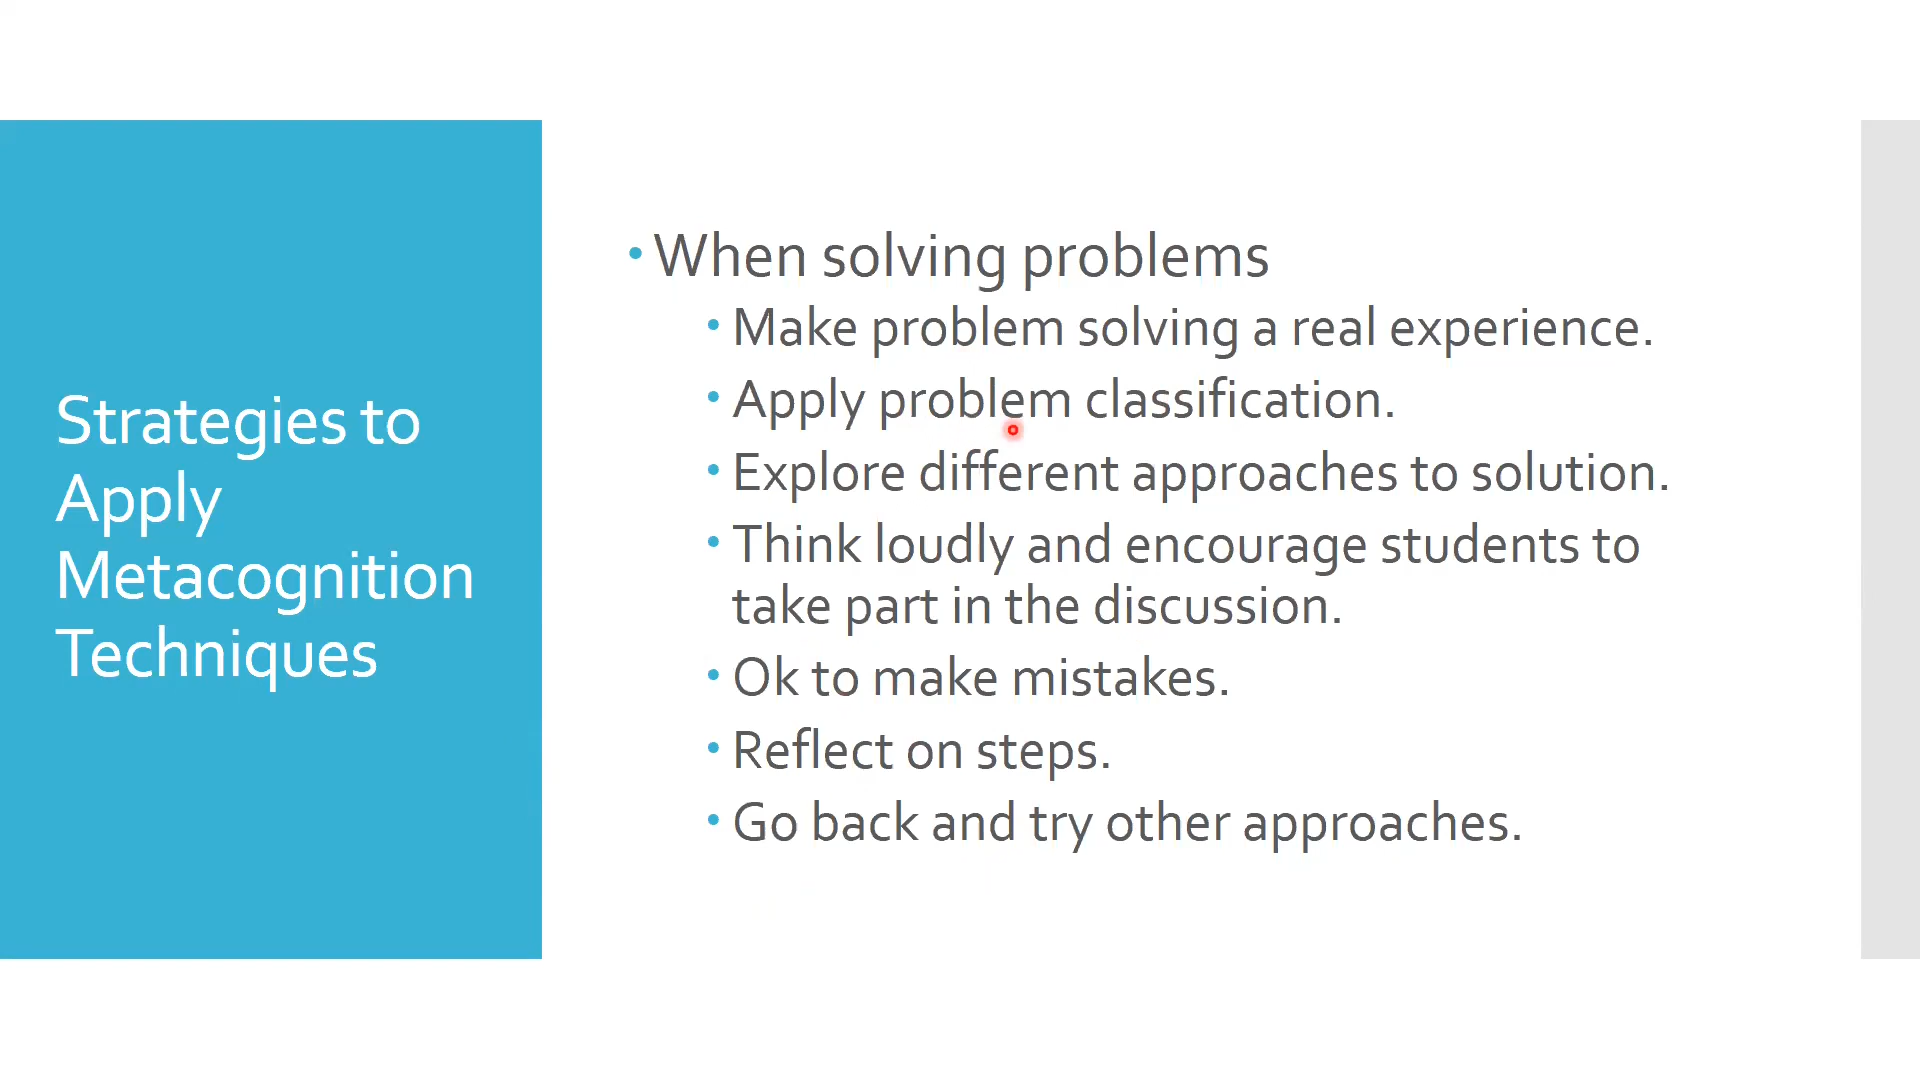 Strategies to
Apply
Metacognition
Techniques
• When solving problems
• Make problem solving a real experience.
• Apply problem classification.
• Explore different approaches to solution.
• Think loudly and encourage students to
take part in the discussion.
• Ok to make mistakes.
• Reflect on steps.
• Go back and try other approaches.